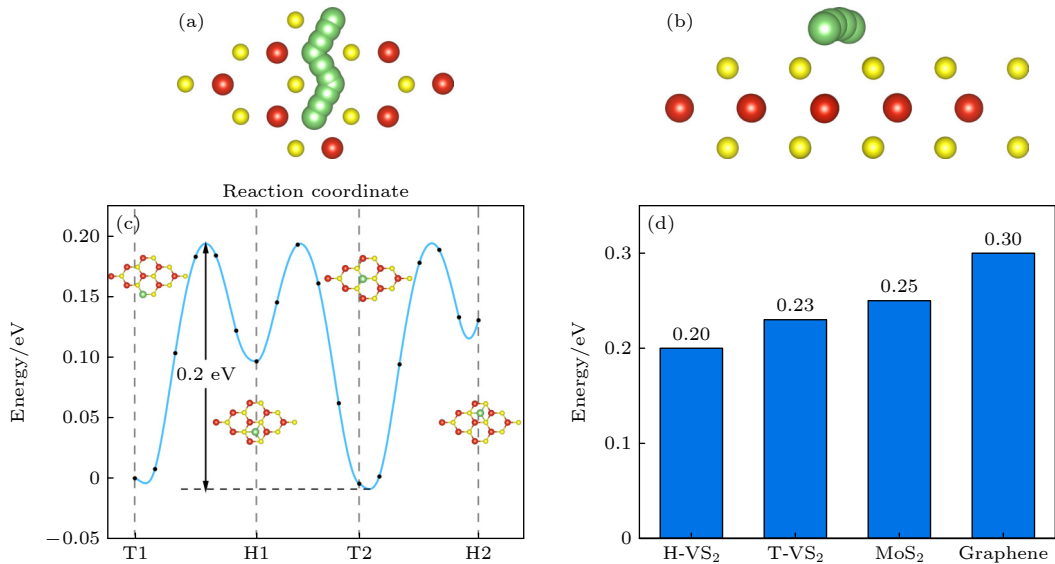 (a)
(b)
Reaction coordinate
(c)
Energy/eV
0.20
0.15
0.10
0.05
0
−0.05
0.2 eV
T1
H1
T2
H2
(d)
Energy/eV
0.3
0.2
0.1
0
0.20
0.23
0.25
0.30
H-VS₂
T-VS₂
MoS₂
Graphene